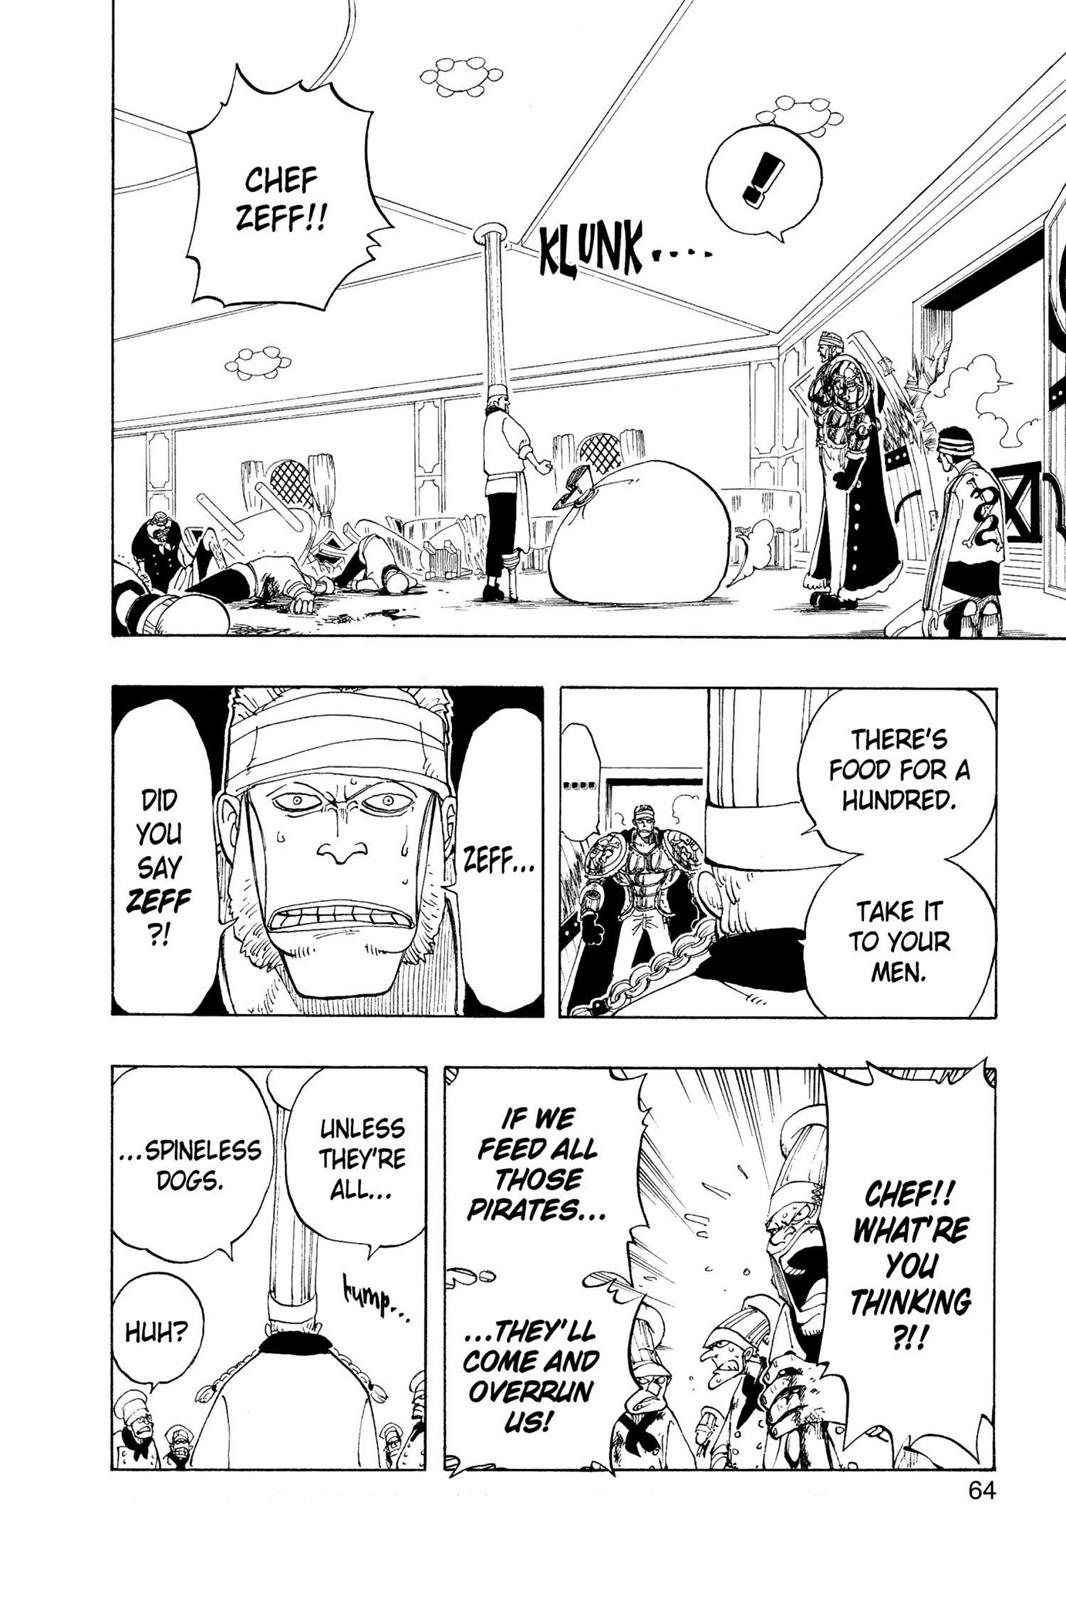 CHEF
ZEFF!!
KLUNK....
!
THERE'S
FOOD FOR A
HUNDRED.
TAKE IT
TO YOUR
MEN.
....
ZEFF...
DID
YOU
SAY
ZEFF
?!
CHEF!!
WHAT'RE
YOU
THINKING
?!!
IF WE
FEED ALL
THOSE
PIRATES...
...THEY'LL
COME AND
OVERRUN
US!
UNLESS
THEY'RE
ALL...
...SPINELESS
DOGS.
HUH?
64